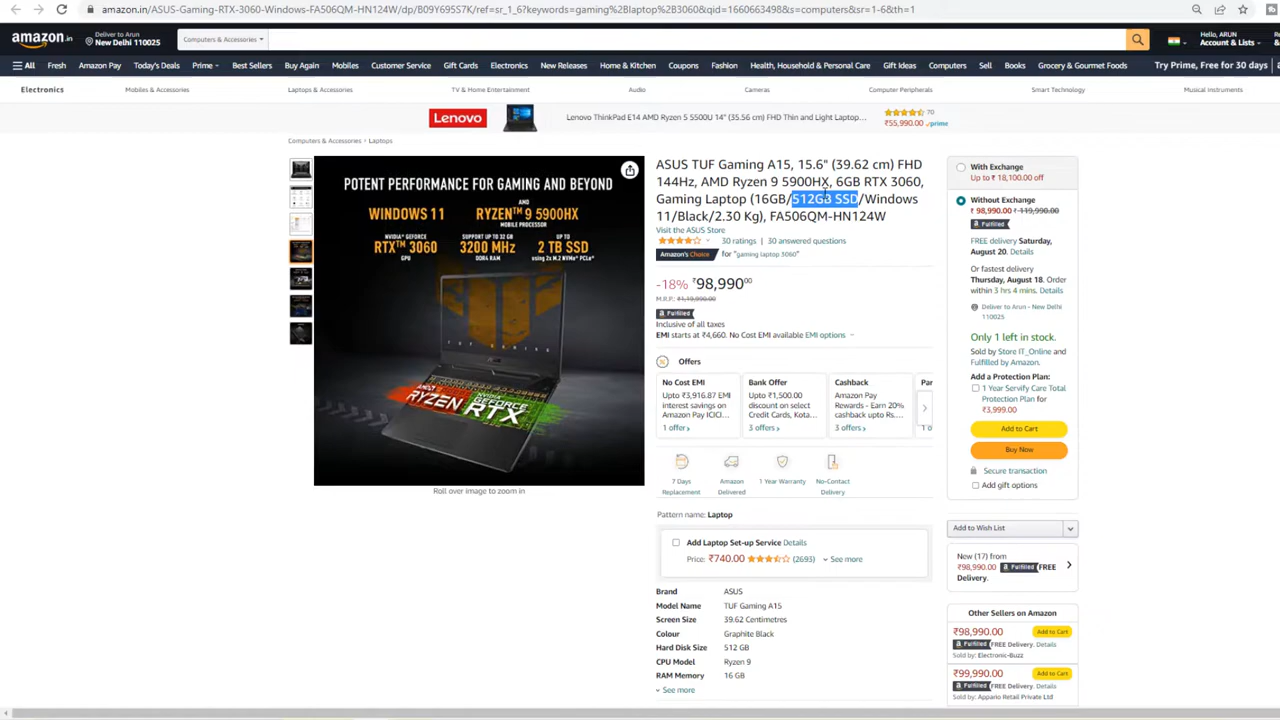 amazon.in/ASUS-Gaming-RTX-3060-Windows-FA506QM-HN124W/dp/B09Y695S7K/ref=sr_1_6?keywords=gaming%2Blaptop%2B3060&qid=1660663498&s=computers&sr=1-6&th=1
amazon.in
Deliver to Arun
New Delhi 110025
Computers & Accessories
Hello, ARUN
Account & Lists
All Fresh Amazon Pay Today's Deals Prime Best Sellers Buy Again Mobiles Customer Service Gift Cards Electronics New Releases Home & Kitchen Coupons Fashion Health, Household & Personal Care Gift Ideas Computers Sell Books Grocery & Gourmet Foods Try Prime, Free for 30 days
Electronics Mobiles & Accessories Laptops & Accessories TV & Home Entertainment Audio Cameras Computer Peripherals Smart Technology Musical Instruments
Lenovo
Lenovo ThinkPad E14 AMD Ryzen 5 5500U 14" (35.56 cm) FHD Thin and Light Laptop...
70
₹55,990.00 prime
Computers & Accessories › Laptops
POTENT PERFORMANCE FOR GAMING AND BEYOND
WINDOWS 11
AMD
RYZEN™ 9 5900HX
MOBILE PROCESSOR
NVIDIA® GEFORCE
RTX™ 3060
GPU
SUPPORT UP TO 32 GB
3200 MHz
DDR4 RAM
UP TO
2 TB SSD
using 2x M.2 NVMe® PCIe®
TUF GAMING
AMD
RYZEN
NVIDIA
GEFORCE
RTX
Roll over image to zoom in
ASUS TUF Gaming A15, 15.6" (39.62 cm) FHD
144Hz, AMD Ryzen 9 5900HX, 6GB RTX 3060,
Gaming Laptop (16GB/512GB SSD/Windows
11/Black/2.30 Kg), FA506QM-HN124W
Visit the ASUS Store
30 ratings | 30 answered questions
Amazon's Choice for "gaming laptop 3060"
-18% ₹98,990.00
M.R.P.: ₹1,19,990.00
Fulfilled
Inclusive of all taxes
EMI starts at ₹4,660. No Cost EMI available EMI options
Offers
No Cost EMI
Upto ₹3,916.87 EMI
interest savings on
Amazon Pay ICICI...
1 offer ›
Bank Offer
Upto ₹1,500.00
discount on select
Credit Cards, Kota...
3 offers ›
Cashback
Amazon Pay
Rewards - Earn 20%
cashback upto Rs....
3 offers ›
Par
1 o
7 Days
Replacement
Amazon
Delivered
1 Year Warranty
No-Contact
Delivery
Pattern name: Laptop
Add Laptop Set-up Service Details
Price: ₹740.00 (2693) See more
Brand ASUS
Model Name TUF Gaming A15
Screen Size 39.62 Centimetres
Colour Graphite Black
Hard Disk Size 512 GB
CPU Model Ryzen 9
RAM Memory 16 GB
See more
With Exchange
Up to ₹ 18,100.00 off
Without Exchange
₹ 98,990.00 ₹ 119,990.00
Fulfilled
FREE delivery Saturday,
August 20. Details
Or fastest delivery
Thursday, August 18. Order
within 3 hrs 4 mins. Details
Deliver to Arun - New Delhi
110025
Only 1 left in stock.
Sold by Store IT_Online and
Fulfilled by Amazon.
Add a Protection Plan:
1 Year Servify Care Total
Protection Plan for
₹3,999.00
Add to Cart
Buy Now
Secure transaction
Add gift options
Add to Wish List
New (17) from
₹98,990.00 Fulfilled FREE
Delivery.
Other Sellers on Amazon
₹98,990.00 Add to Cart
Fulfilled FREE Delivery. Details
Sold by: Electronic-Buzz
₹99,990.00 Add to Cart
Fulfilled FREE Delivery. Details
Sold by: Appario Retail Private Ltd